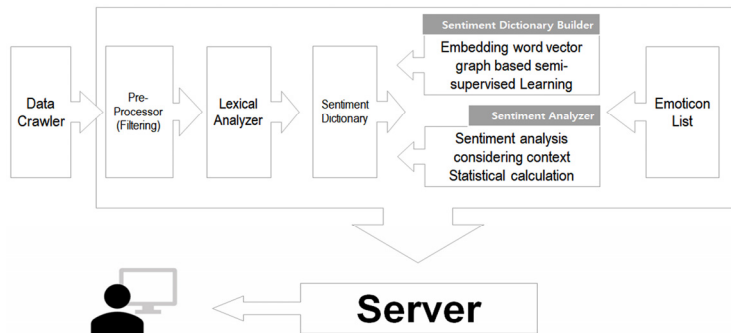 Data
Crawler
Pre-
Processor
(Filtering)
Lexical
Analyzer
Sentiment
Dictionary
Sentiment Dictionary Builder
Embedding word vector
graph based semi-
supervised Learning
Sentiment Analyzer
Sentiment analysis
considering context
Statistical calculation
Emoticon
List
Server